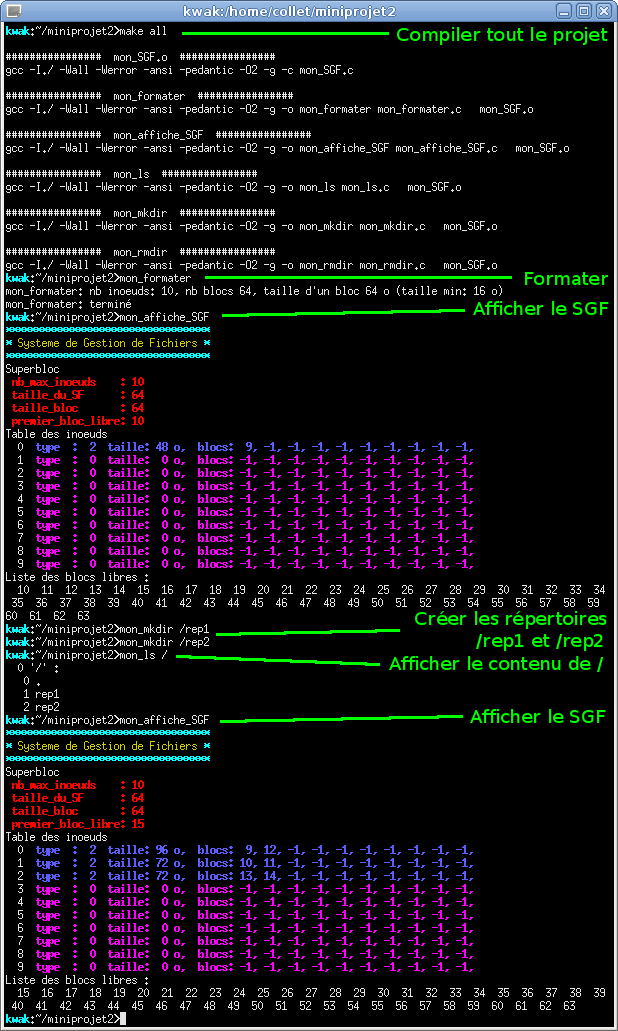 kwak:/home/collet/miniprojet2
kwak:~/miniprojet2>make all
Compiler tout le projet
################ mon_SGF.o ################
gcc -I./ -Wall -Werror -ansi -pedantic -O2 -g -c mon_SGF.c
################ mon_formater ################
gcc -I./ -Wall -Werror -ansi -pedantic -O2 -g -o mon_formater mon_formater.c mon_SGF.o
################ mon_affiche_SGF ################
gcc -I./ -Wall -Werror -ansi -pedantic -O2 -g -o mon_affiche_SGF mon_affiche_SGF.c mon_SGF.o
################ mon_ls ################
gcc -I./ -Wall -Werror -ansi -pedantic -O2 -g -o mon_ls mon_ls.c mon_SGF.o
################ mon_mkdir ################
gcc -I./ -Wall -Werror -ansi -pedantic -O2 -g -o mon_mkdir mon_mkdir.c mon_SGF.o
################ mon_rmdir ################
gcc -I./ -Wall -Werror -ansi -pedantic -O2 -g -o mon_rmdir mon_rmdir.c mon_SGF.o
kwak:~/miniprojet2>mon_formater
Formater
mon_formater: nb inoeuds: 10, nb blocs 64, taille d'un bloc 64 o (taille min: 16 o)
mon_formater: terminé
kwak:~/miniprojet2>mon_affiche_SGF
Afficher le SGF
**********************************
* Systeme de Gestion de Fichiers *
**********************************
Superbloc
nb_max_inoeuds : 10
taille_du_SF : 64
taille_bloc : 64
premier_bloc_libre: 10
Table des inoeuds
0 type : 2 taille: 48 o, blocs: 9, -1, -1, -1, -1, -1, -1, -1, -1, -1,
1 type : 0 taille: 0 o, blocs: -1, -1, -1, -1, -1, -1, -1, -1, -1, -1,
2 type : 0 taille: 0 o, blocs: -1, -1, -1, -1, -1, -1, -1, -1, -1, -1,
3 type : 0 taille: 0 o, blocs: -1, -1, -1, -1, -1, -1, -1, -1, -1, -1,
4 type : 0 taille: 0 o, blocs: -1, -1, -1, -1, -1, -1, -1, -1, -1, -1,
5 type : 0 taille: 0 o, blocs: -1, -1, -1, -1, -1, -1, -1, -1, -1, -1,
6 type : 0 taille: 0 o, blocs: -1, -1, -1, -1, -1, -1, -1, -1, -1, -1,
7 type : 0 taille: 0 o, blocs: -1, -1, -1, -1, -1, -1, -1, -1, -1, -1,
8 type : 0 taille: 0 o, blocs: -1, -1, -1, -1, -1, -1, -1, -1, -1, -1,
9 type : 0 taille: 0 o, blocs: -1, -1, -1, -1, -1, -1, -1, -1, -1, -1,
Liste des blocs libres :
10 11 12 13 14 15 16 17 18 19 20 21 22 23 24 25 26 27 28 29 30 31 32 33 34
35 36 37 38 39 40 41 42 43 44 45 46 47 48 49 50 51 52 53 54 55 56 57 58 59
60 61 62 63
kwak:~/miniprojet2>mon_mkdir /rep1
kwak:~/miniprojet2>mon_mkdir /rep2
Créer les répertoires
/rep1 et /rep2
kwak:~/miniprojet2>mon_ls /
Afficher le contenu de /
0 '/' :
0 .
1 rep1
2 rep2
kwak:~/miniprojet2>mon_affiche_SGF
Afficher le SGF
**********************************
* Systeme de Gestion de Fichiers *
**********************************
Superbloc
nb_max_inoeuds : 10
taille_du_SF : 64
taille_bloc : 64
premier_bloc_libre: 15
Table des inoeuds
0 type : 2 taille: 96 o, blocs: 9, 12, -1, -1, -1, -1, -1, -1, -1, -1,
1 type : 2 taille: 72 o, blocs: 10, 11, -1, -1, -1, -1, -1, -1, -1, -1,
2 type : 2 taille: 72 o, blocs: 13, 14, -1, -1, -1, -1, -1, -1, -1, -1,
3 type : 0 taille: 0 o, blocs: -1, -1, -1, -1, -1, -1, -1, -1, -1, -1,
4 type : 0 taille: 0 o, blocs: -1, -1, -1, -1, -1, -1, -1, -1, -1, -1,
5 type : 0 taille: 0 o, blocs: -1, -1, -1, -1, -1, -1, -1, -1, -1, -1,
6 type : 0 taille: 0 o, blocs: -1, -1, -1, -1, -1, -1, -1, -1, -1, -1,
7 type : 0 taille: 0 o, blocs: -1, -1, -1, -1, -1, -1, -1, -1, -1, -1,
8 type : 0 taille: 0 o, blocs: -1, -1, -1, -1, -1, -1, -1, -1, -1, -1,
9 type : 0 taille: 0 o, blocs: -1, -1, -1, -1, -1, -1, -1, -1, -1, -1,
Liste des blocs libres :
15 16 17 18 19 20 21 22 23 24 25 26 27 28 29 30 31 32 33 34 35 36 37 38 39
40 41 42 43 44 45 46 47 48 49 50 51 52 53 54 55 56 57 58 59 60 61 62 63
kwak:~/miniprojet2>